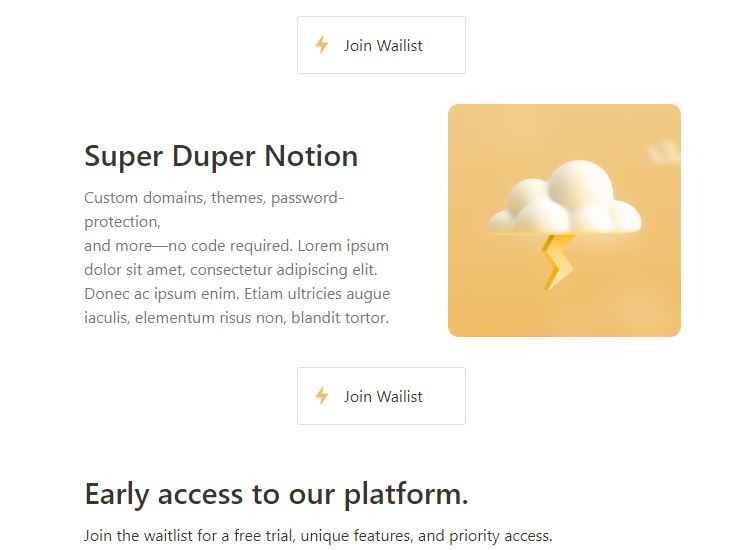 Join Wailist
Super Duper Notion
Custom domains, themes, password-
protection,
and more—no code required. Lorem ipsum
dolor sit amet, consectetur adipiscing elit.
Donec ac ipsum enim. Etiam ultricies augue
iaculis, elementum risus non, blandit tortor.
Join Wailist
Early access to our platform.
Join the waitlist for a free trial, unique features, and priority access.